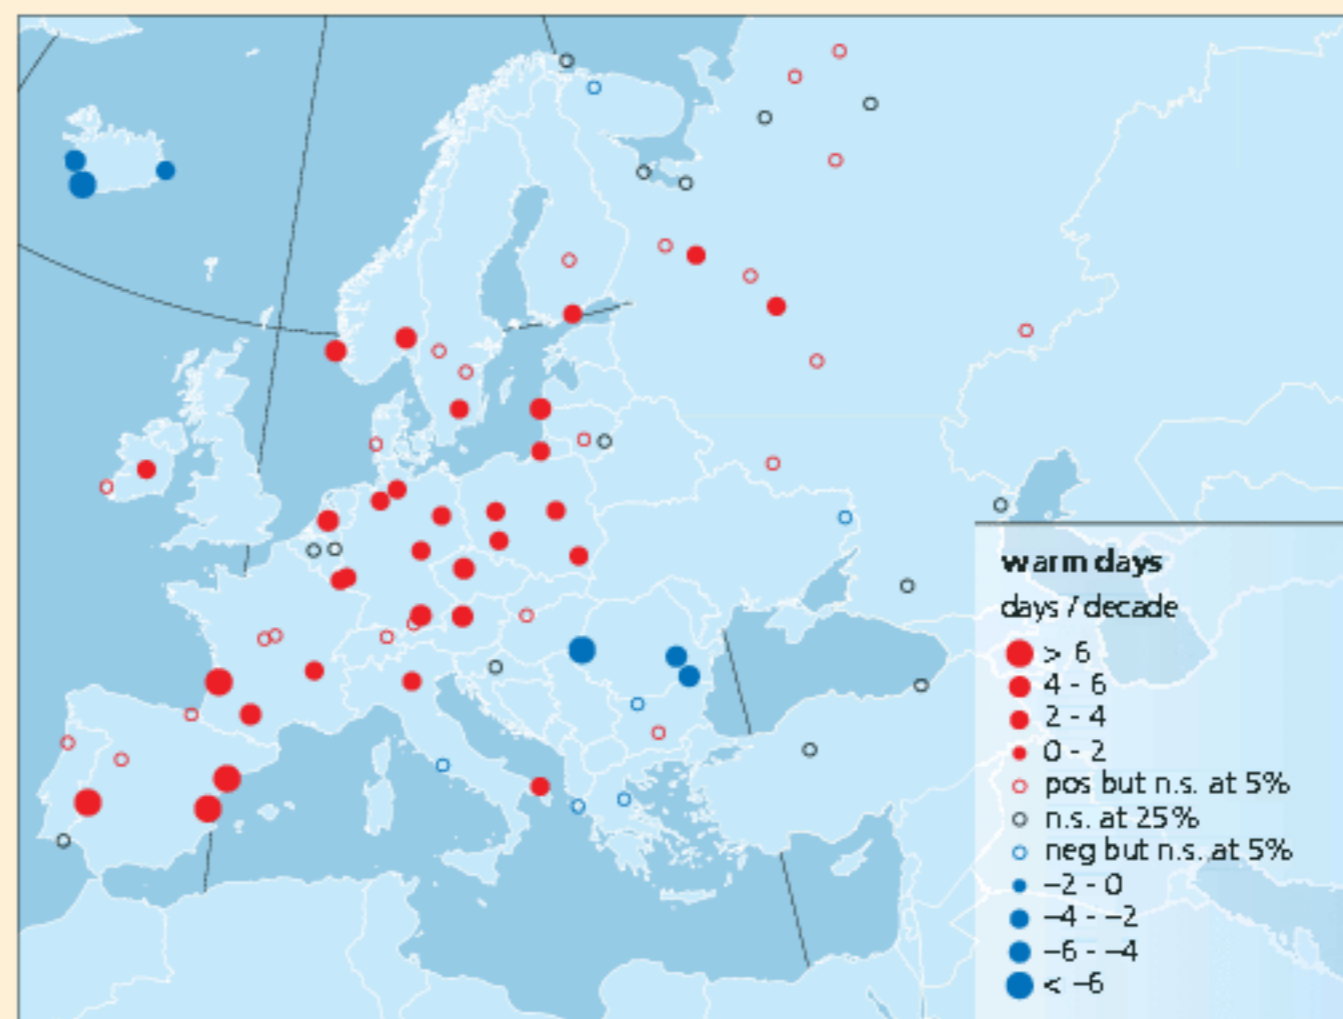 warm days
days / decade
> 6
4 - 6
2 - 4
0 - 2
pos but n.s. at 5%
n.s. at 25%
neg but n.s. at 5%
−2 - 0
−4 - −2
−6 - −4
< −6